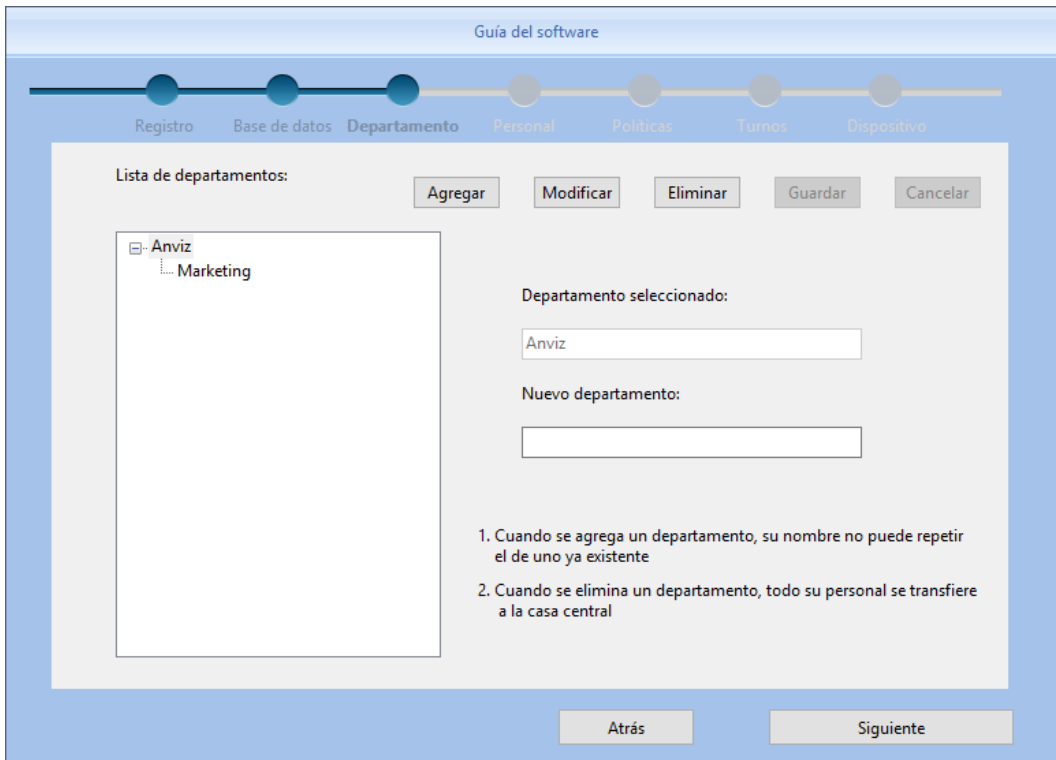 Guía del software
Registro
Base de datos
Departamento
Personal
Políticas
Turnos
Dispositivo
Lista de departamentos:
Agregar
Modificar
Eliminar
Guardar
Cancelar
Anviz
Marketing
Departamento seleccionado:
Anviz
Nuevo departamento:
1. Cuando se agrega un departamento, su nombre no puede repetir
el de uno ya existente
2. Cuando se elimina un departamento, todo su personal se transfiere
a la casa central
Atrás
Siguiente